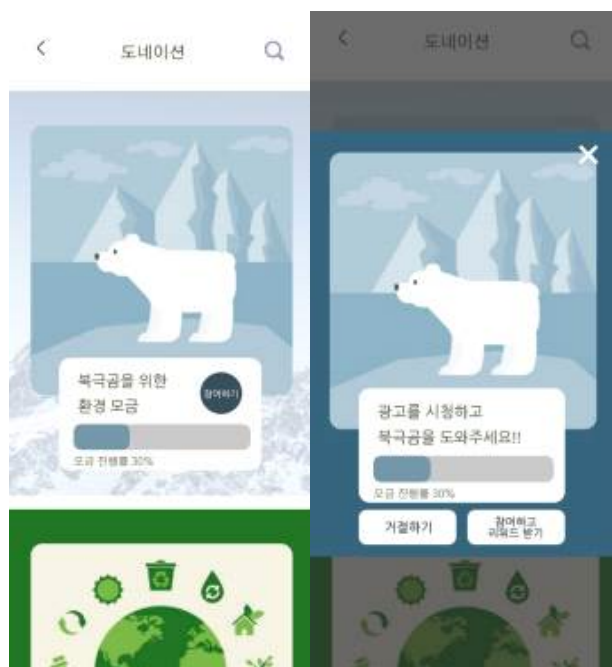 도네이션
북극곰을 위한
환경 모금
참여하기
모금 진행률 30%
도네이션
광고를 시청하고
북극곰을 도와주세요!!
모금 진행률 30%
거절하기
참여하고
리워드 받기